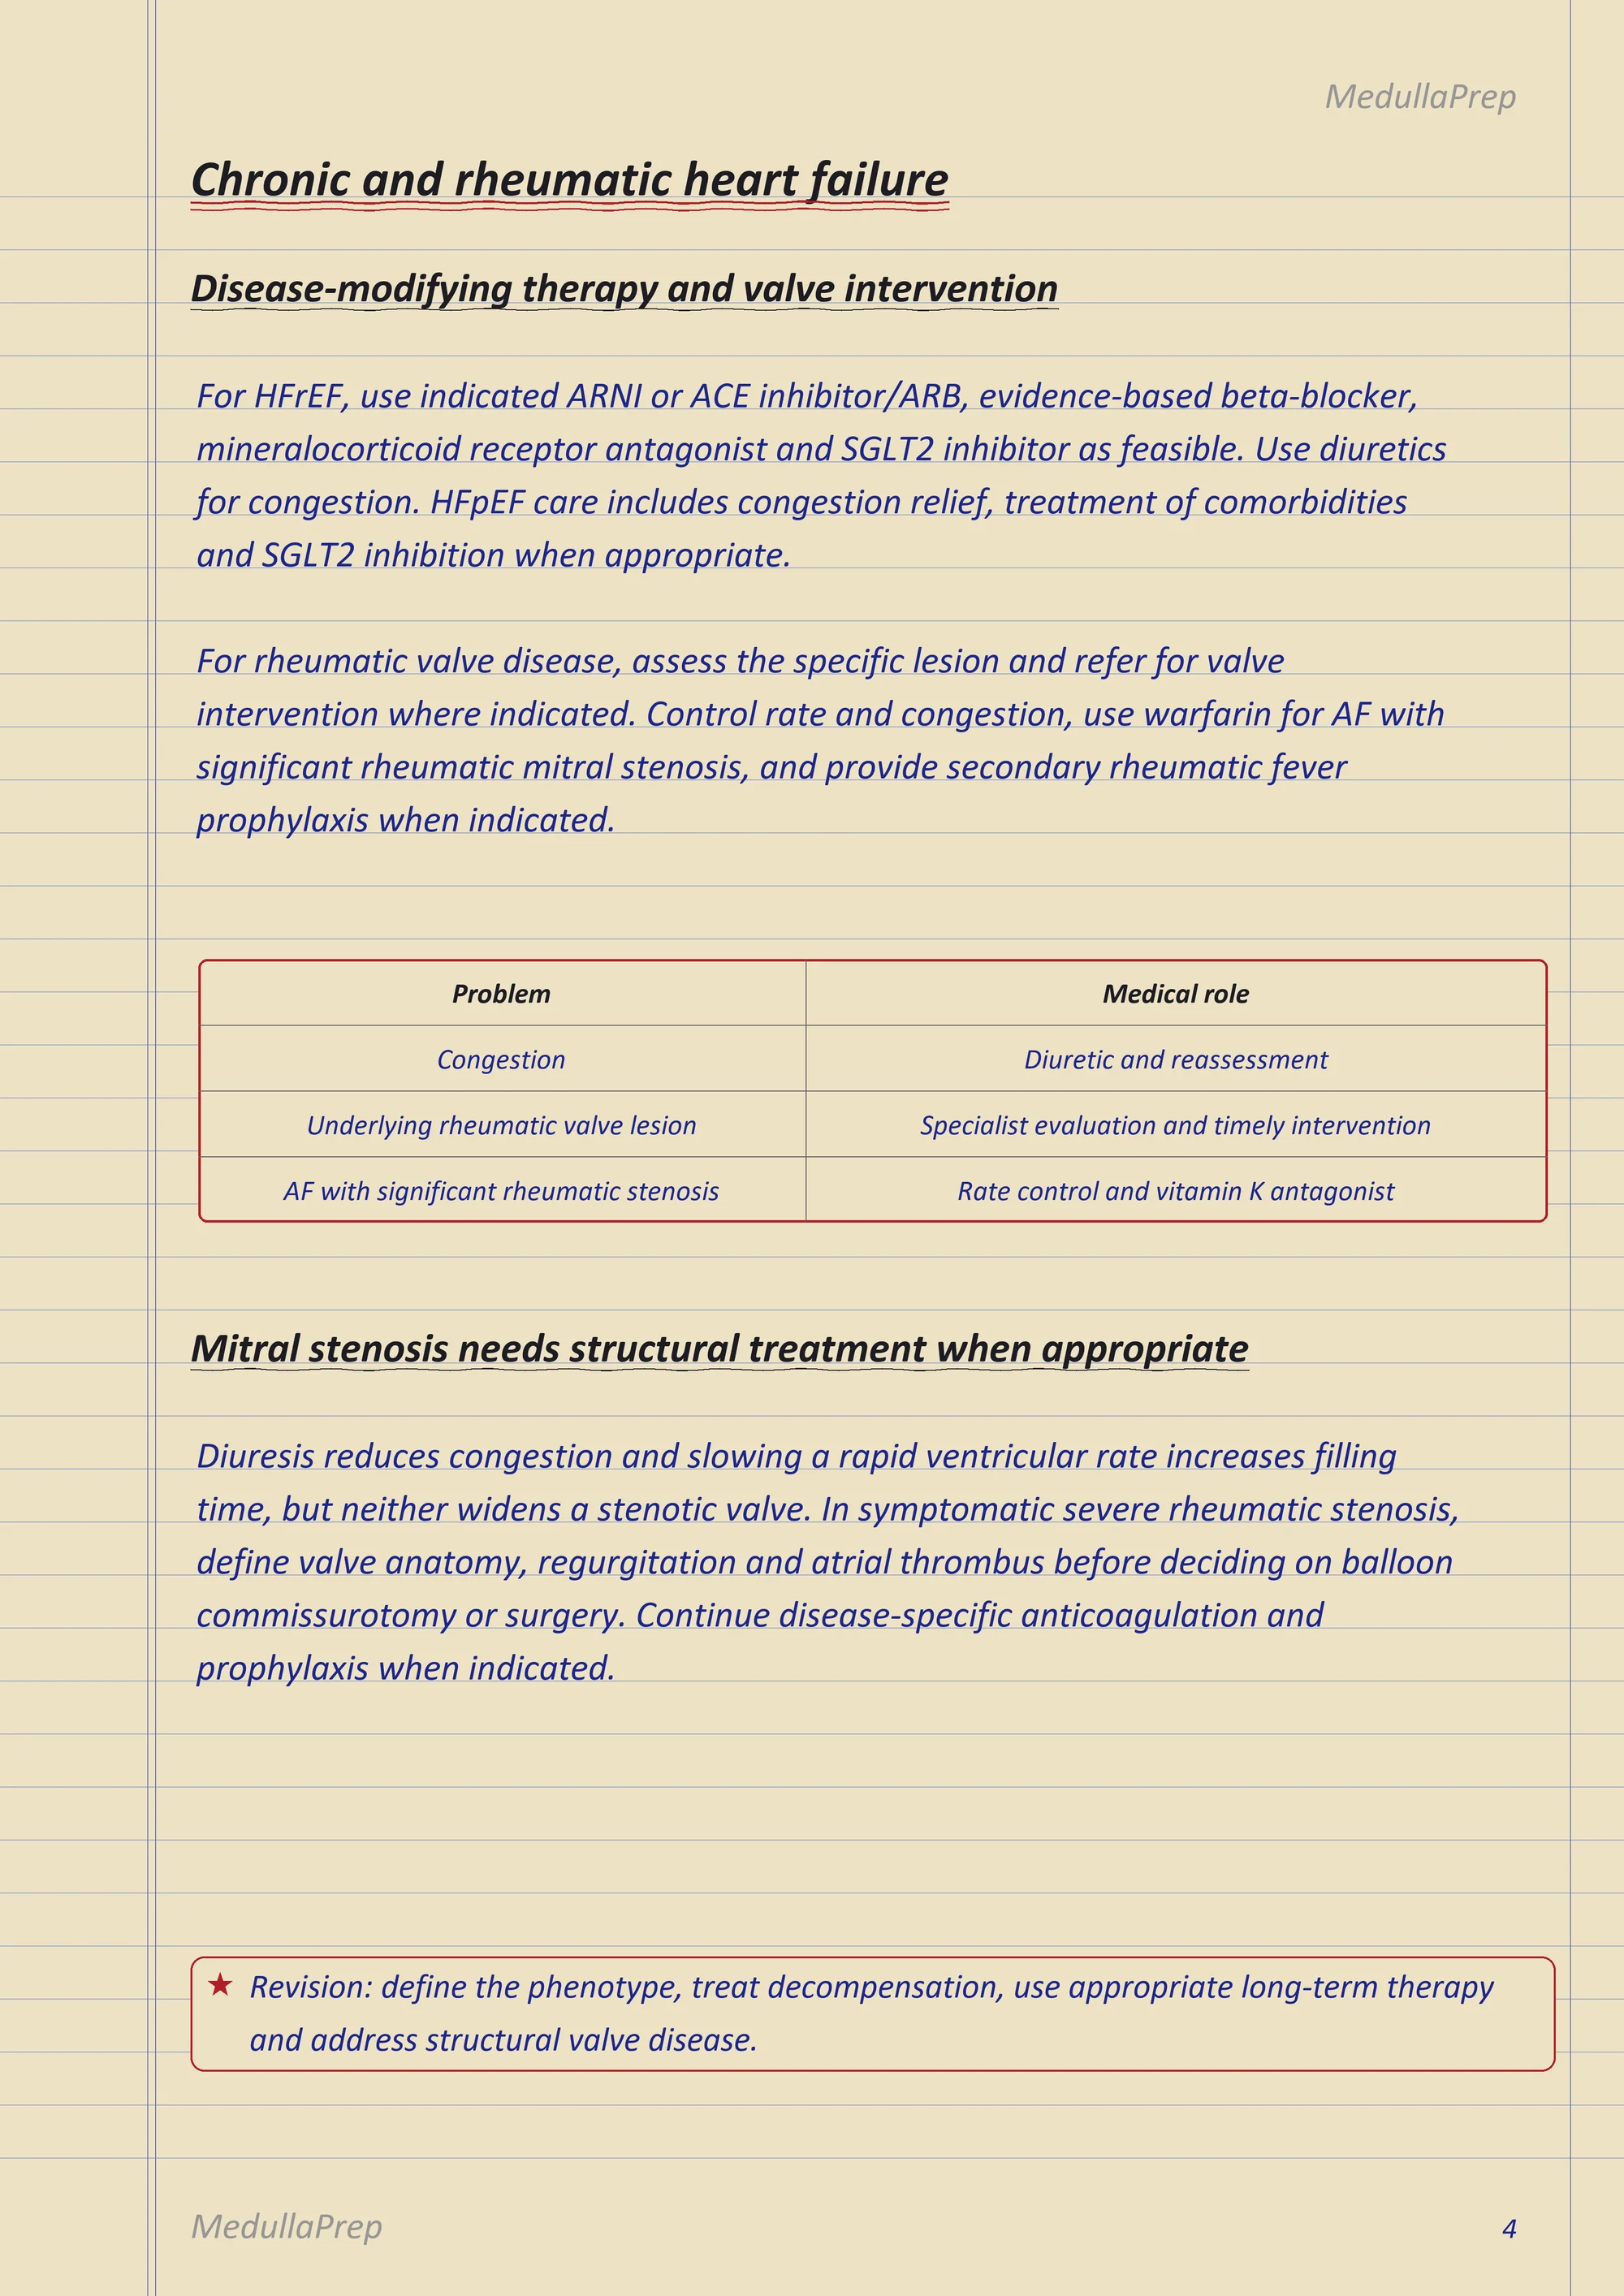 MedullaPrep
Chronic and rheumatic heart failure
Disease-modifying therapy and valve intervention
For HFrEF, use indicated ARNI or ACE inhibitor/ARB, evidence-based beta-blocker,
mineralocorticoid receptor antagonist and SGLT2 inhibitor as feasible. Use diuretics
for congestion. HFpEF care includes congestion relief, treatment of comorbidities
and SGLT2 inhibition when appropriate.
For rheumatic valve disease, assess the specific lesion and refer for valve
intervention where indicated. Control rate and congestion, use warfarin for AF with
significant rheumatic mitral stenosis, and provide secondary rheumatic fever
prophylaxis when indicated.
Problem Medical role
Congestion Diuretic and reassessment
Underlying rheumatic valve lesion Specialist evaluation and timely intervention
AF with significant rheumatic stenosis Rate control and vitamin K antagonist
Mitral stenosis needs structural treatment when appropriate
Diuresis reduces congestion and slowing a rapid ventricular rate increases filling
time, but neither widens a stenotic valve. In symptomatic severe rheumatic stenosis,
define valve anatomy, regurgitation and atrial thrombus before deciding on balloon
commissurotomy or surgery. Continue disease-specific anticoagulation and
prophylaxis when indicated.
★ Revision: define the phenotype, treat decompensation, use appropriate long-term therapy
and address structural valve disease.
MedullaPrep 4